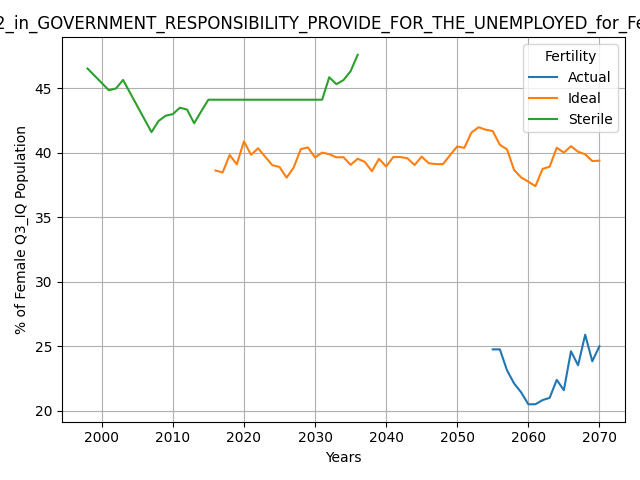 2_in_GOVERNMENT_RESPONSIBILITY_PROVIDE_FOR_THE_UNEMPLOYED_for_Fe
Fertility
Actual
Ideal
Sterile
% of Female Q3_IQ Population
45
40
35
30
25
20
2000 2010 2020 2030 2040 2050 2060 2070
Years